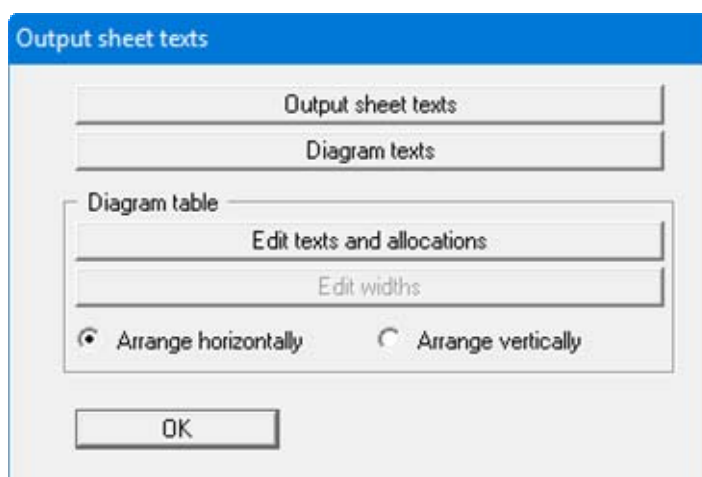 Output sheet texts
Output sheet texts
Diagram texts
Diagram table
Edit texts and allocations
Edit widths
Arrange horizontally Arrange vertically
OK